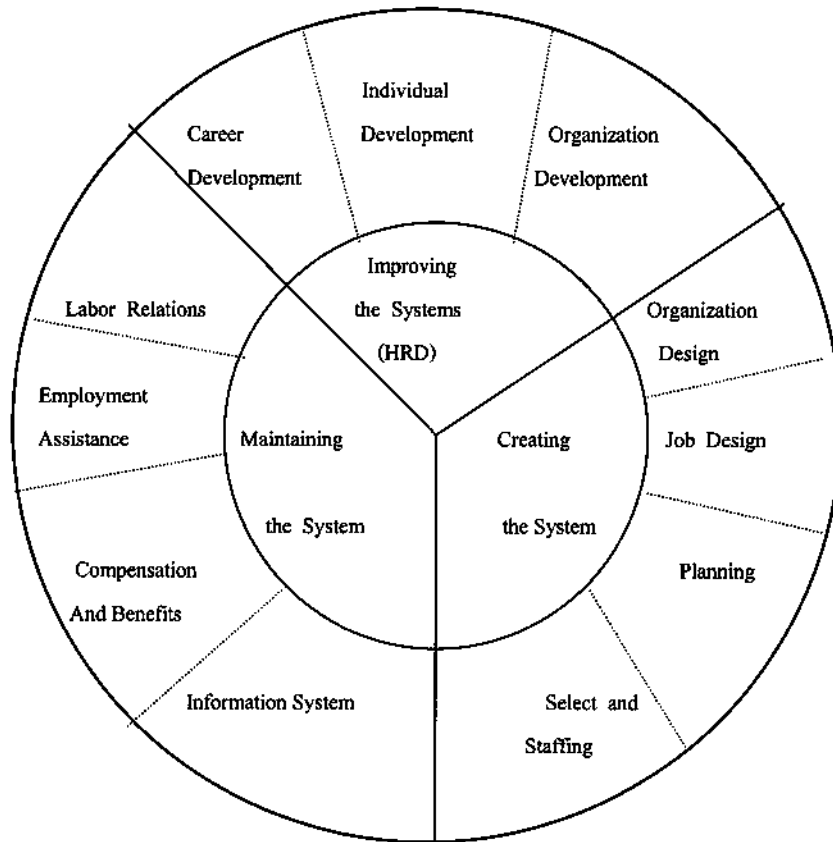 Individual
Development
Career
Development
Organization
Development
Improving
the Systems
(HRD)
Labor Relations
Organization
Design
Employment
Assistance
Maintaining
the System
Creating
the System
Job Design
Compensation
And Benefits
Planning
Information System
Select and
Staffing